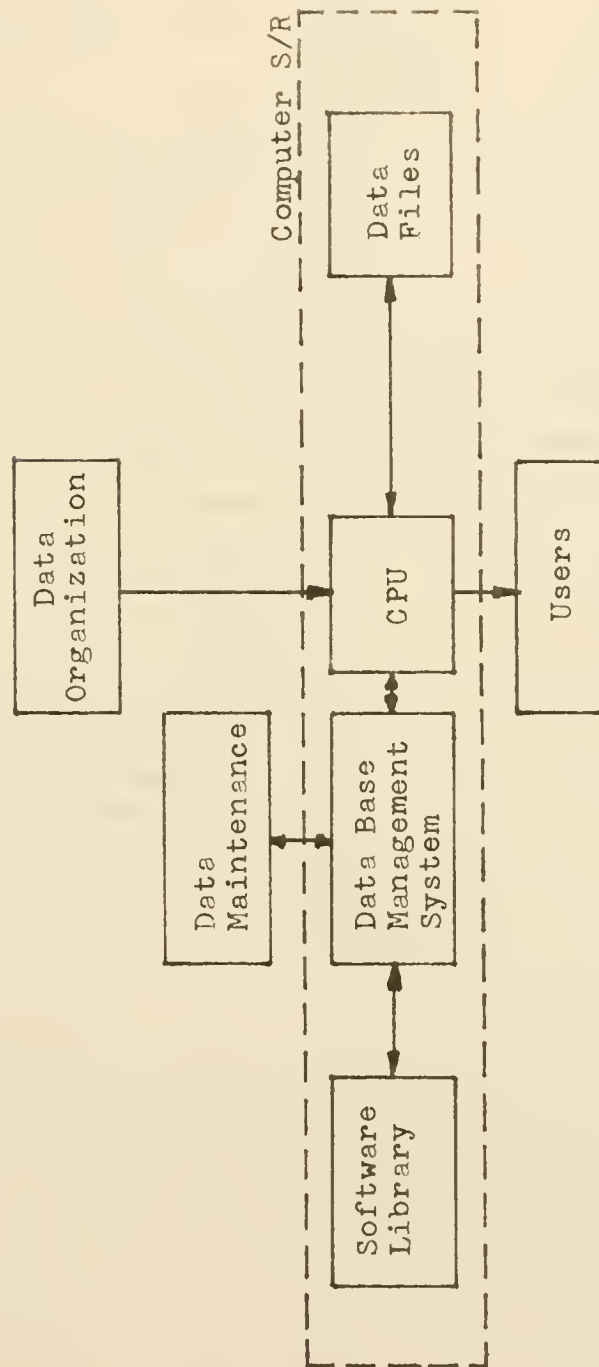 Data
Organization
Data
Maintenance
Computer S/R
Software
Library
Data Base
Management
System
CPU
Data
Files
Users